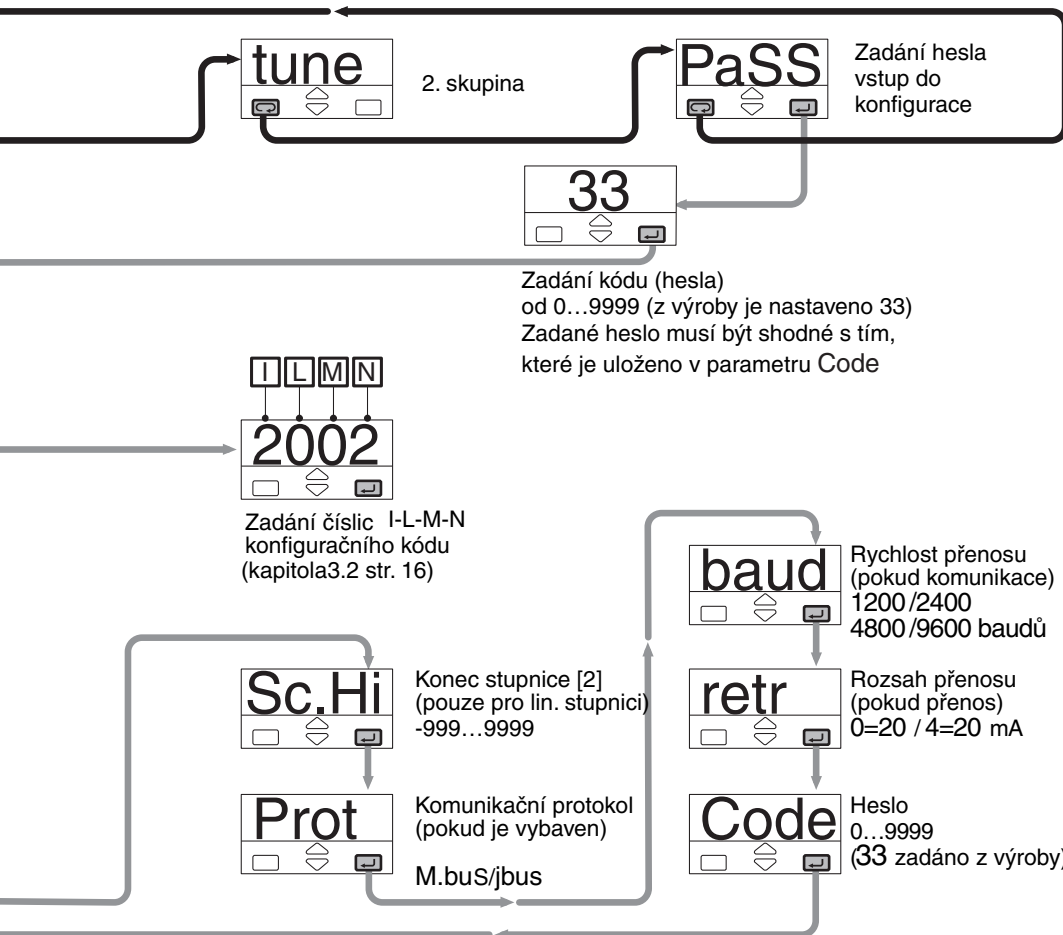 tune
2. skupina
PaSS
Zadání hesla
vstup do
konfigurace
33
Zadání kódu (hesla)
od 0…9999 (z výroby je nastaveno 33)
Zadané heslo musí být shodné s tím,
které je uloženo v parametru Code
I L M N
2002
Zadání číslic I-L-M-N
konfiguračního kódu
(kapitola3.2 str. 16)
Sc.Hi
Konec stupnice [2]
(pouze pro lin. stupnici)
-999…9999
Prot
Komunikační protokol
(pokud je vybaven)
M.buS/jbus
baud
Rychlost přenosu
(pokud komunikace)
1200/2400
4800/9600 baudů
retr
Rozsah přenosu
(pokud přenos)
0=20 / 4=20 mA
Code
Heslo
0…9999
(33 zadáno z výroby)